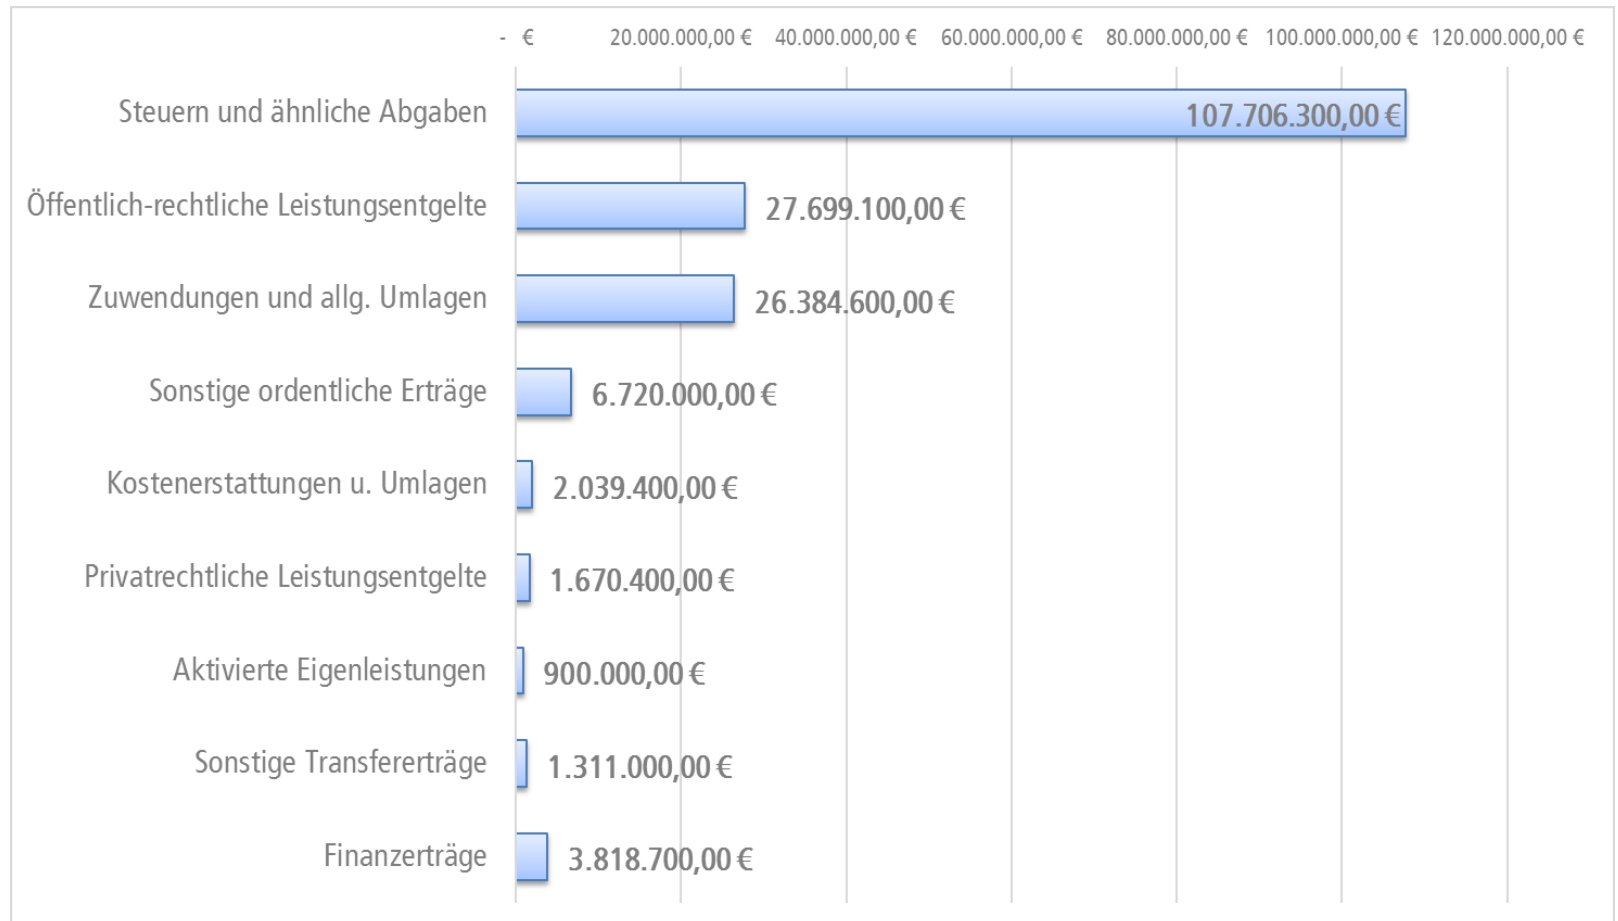 - € 20.000.000,00 € 40.000.000,00 € 60.000.000,00 € 80.000.000,00 € 100.000.000,00 € 120.000.000,00 €
Steuern und ähnliche Abgaben 107.706.300,00 €
Öffentlich-rechtliche Leistungsentgelte 27.699.100,00 €
Zuwendungen und allg. Umlagen 26.384.600,00 €
Sonstige ordentliche Erträge 6.720.000,00 €
Kostenerstattungen u. Umlagen 2.039.400,00 €
Privatrechtliche Leistungsentgelte 1.670.400,00 €
Aktivierte Eigenleistungen 900.000,00 €
Sonstige Transfererträge 1.311.000,00 €
Finanzerträge 3.818.700,00 €